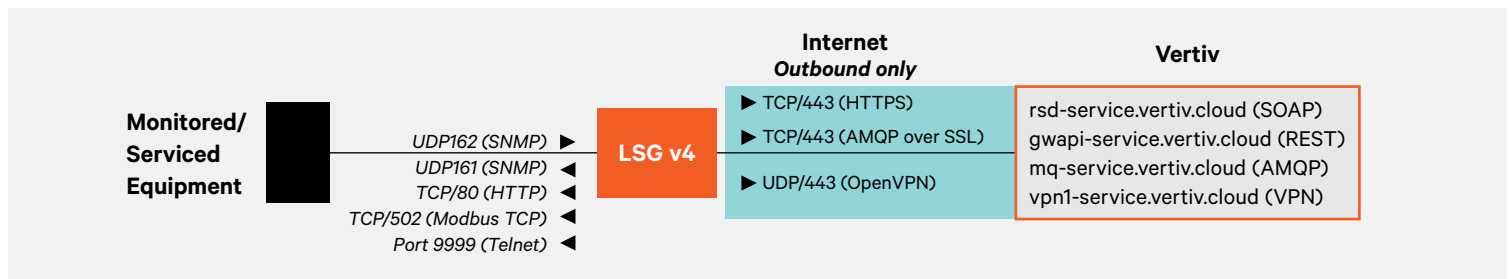 Internet
Outbound only
Vertiv
Monitored/
Serviced
Equipment
UDP162 (SNMP) ►
UDP161 (SNMP) ◄
TCP/80 (HTTP) ◄
TCP/502 (Modbus TCP) ◄
Port 9999 (Telnet) ◄
LSG v4
► TCP/443 (HTTPS)
► TCP/443 (AMQP over SSL)
► UDP/443 (OpenVPN)
rsd-service.vertiv.cloud (SOAP)
gwapi-service.vertiv.cloud (REST)
mq-service.vertiv.cloud (AMQP)
vpn1-service.vertiv.cloud (VPN)